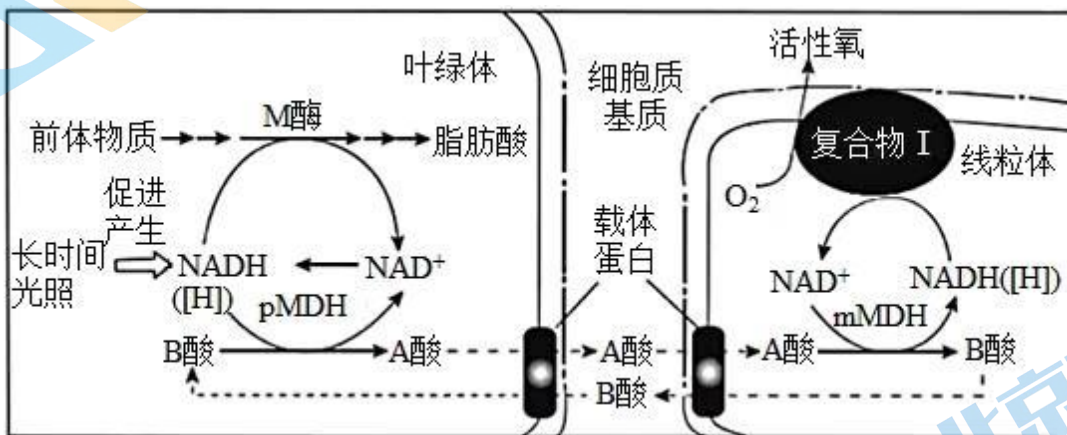 叶绿体
细胞质
基质
活性氧
前体物质
M酶
脂肪酸
复合物 I
线粒体
O₂
促进
产生
长时间
光照
NADH
([H])
NAD⁺
pMDH
载体
蛋白
NAD⁺
NADH([H])
mMDH
B酸
A酸
A酸
A酸
B酸
B酸
北京